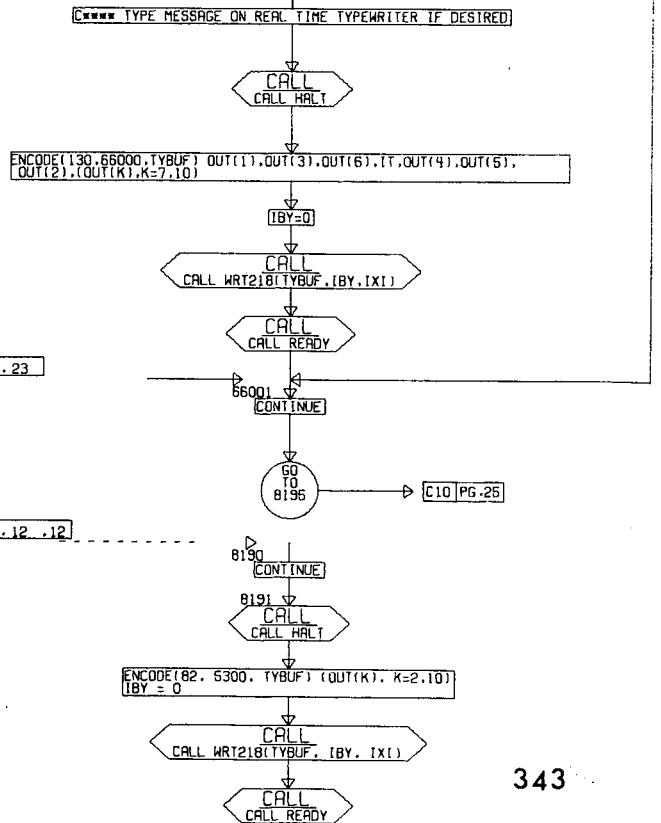 C**** TYPE MESSAGE ON REAL TIME TYPEWRITER IF DESIRED
CALL
CALL HALT
ENCODE(130,66000,TYBUF) OUT(1),OUT(3),OUT(6),IT,OUT(4),OUT(5),
OUT(2),(OUT(K),K=7,10)
IBY=0
CALL
CALL WRT218(TYBUF,IBY,IXI)
CALL
CALL READY
.23
66001
CONTINUE
GO
TO
8196
C10 PG.25
.12 .12
8190
CONTINUE
8191
CALL
CALL HALT
ENCODE(82, 5300, TYBUF) (OUT(K), K=2,10)
IBY = 0
CALL
CALL WRT218(TYBUF, IBY, IXI)
CALL
CALL READY
343